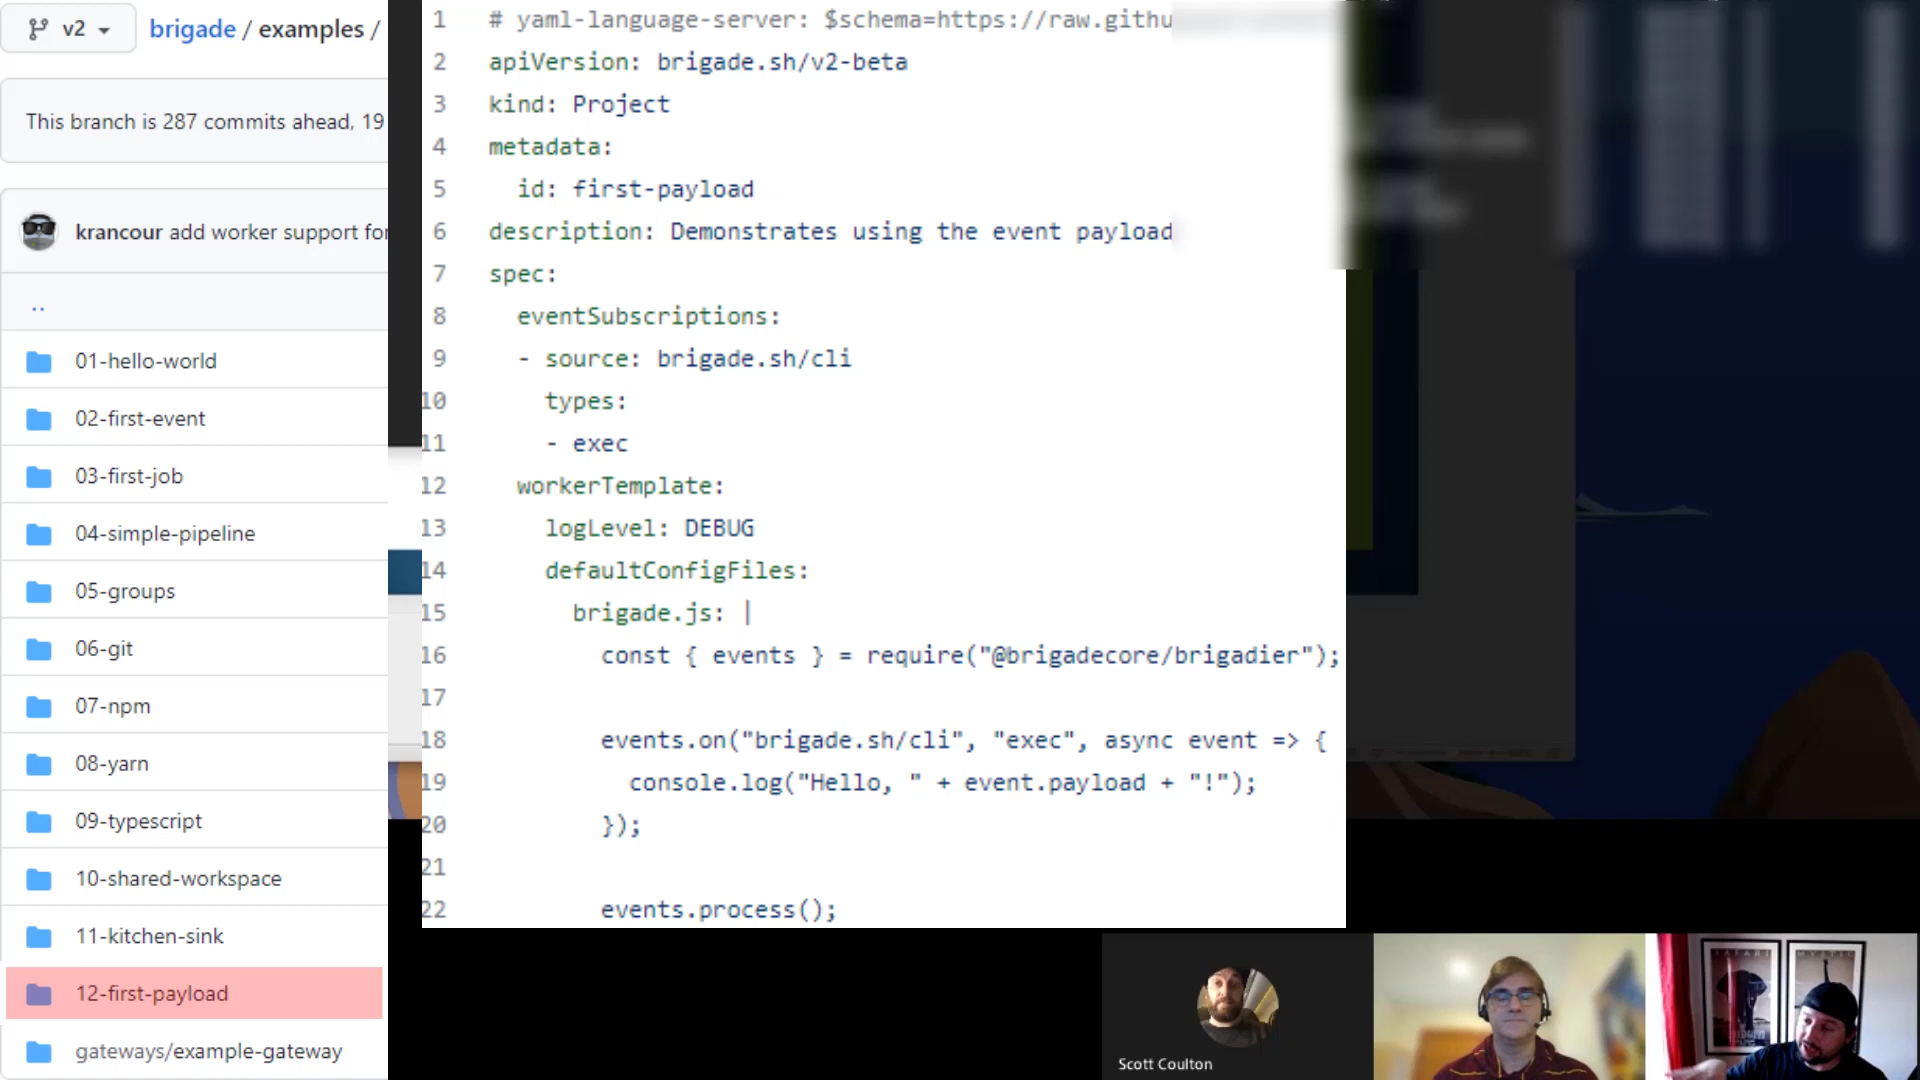 v2
brigade / examples /
This branch is 287 commits ahead, 19
krancour add worker support for
..
01-hello-world
02-first-event
03-first-job
04-simple-pipeline
05-groups
06-git
07-npm
08-yarn
09-typescript
10-shared-workspace
11-kitchen-sink
12-first-payload
gateways/example-gateway
1 # yaml-language-server: $schema=https://raw.githu
2 apiVersion: brigade.sh/v2-beta
3 kind: Project
4 metadata:
5 id: first-payload
6 description: Demonstrates using the event payload
7 spec:
8 eventSubscriptions:
9 - source: brigade.sh/cli
10 types:
11 - exec
12 workerTemplate:
13 logLevel: DEBUG
14 defaultConfigFiles:
15 brigade.js: |
16 const { events } = require("@brigadecore/brigadier");
17
18 events.on("brigade.sh/cli", "exec", async event => {
19 console.log("Hello, " + event.payload + "!");
20 });
21
22 events.process();
Scott Coulton
SAFARI
MYSTIC